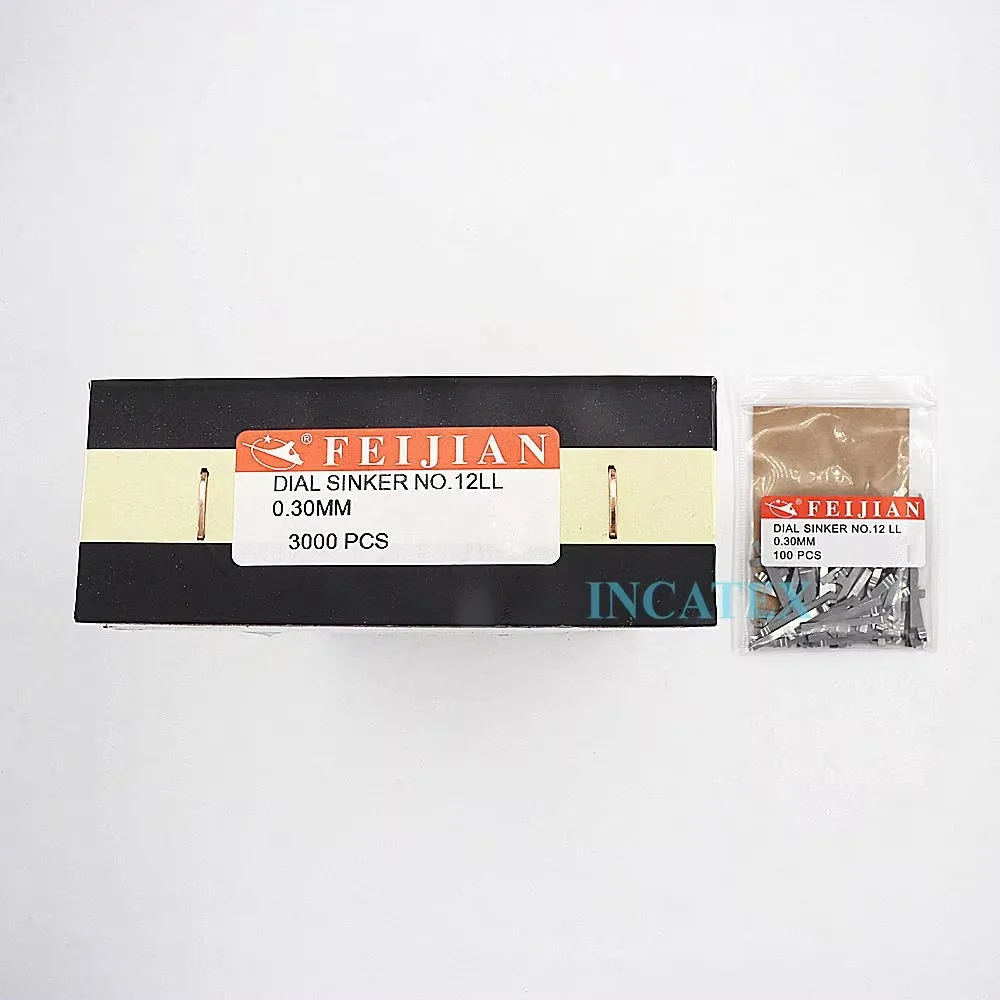 ® FEIJIAN
DIAL SINKER NO.12LL
0.30MM
3000 PCS
FEIJIAN
DIAL SINKER NO.12 LL
0.30MM
100 PCS
INCATEX